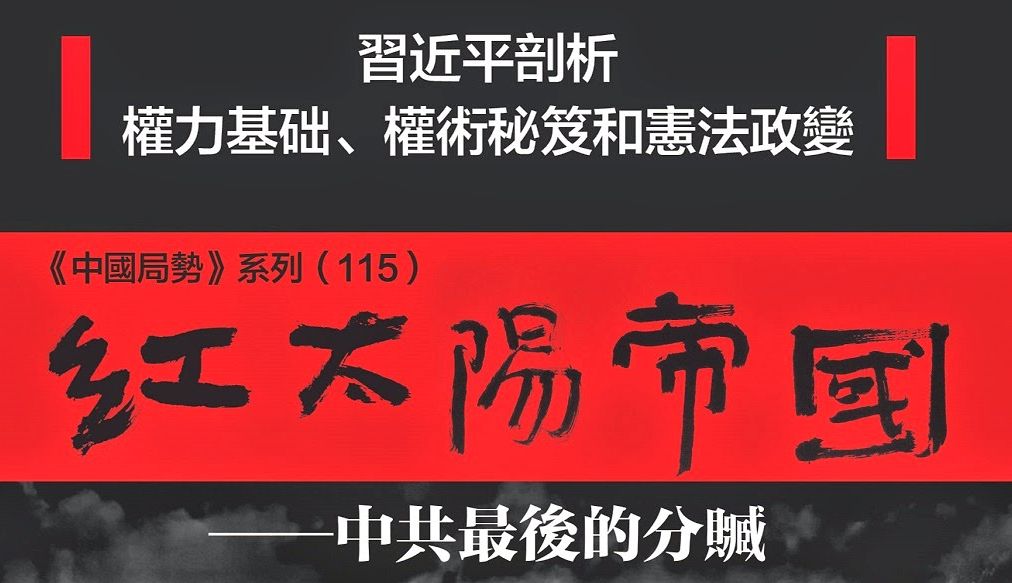 習近平剖析
權力基础、權術秘笈和憲法政變
《中國局勢》系列（115）
紅太陽帝國
——中共最後的分贓